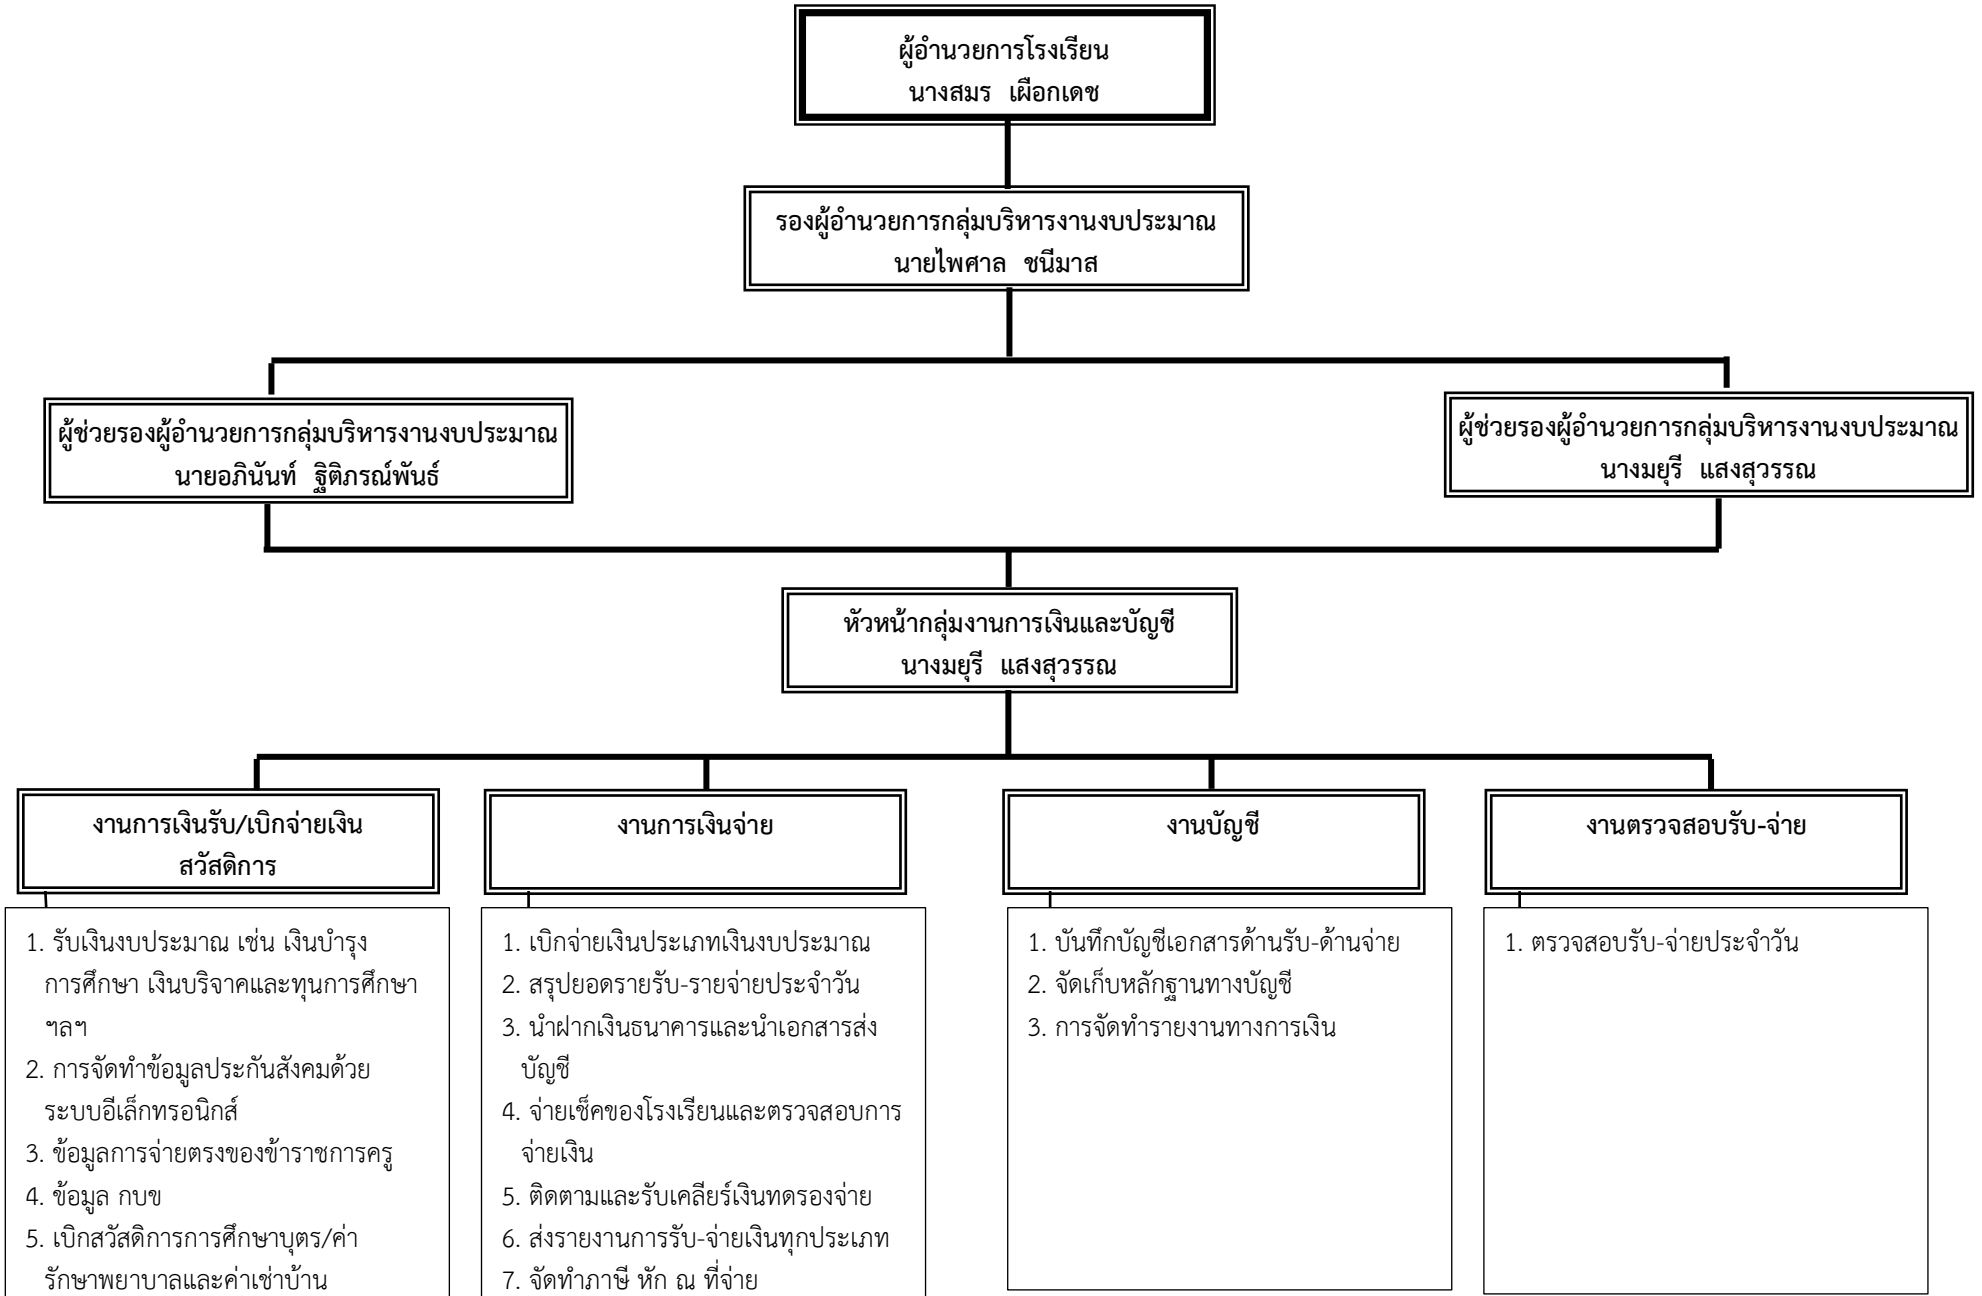 ผู้อำนวยการโรงเรียน
นางสมร เผือกเดช
รองผู้อำนวยการกลุ่มบริหารงานงบประมาณ
นายไพศาล ชนีมาส
ผู้ช่วยรองผู้อำนวยการกลุ่มบริหารงานงบประมาณ
นายอภินันท์ ฐิติภรณ์พันธ์
ผู้ช่วยรองผู้อำนวยการกลุ่มบริหารงานงบประมาณ
นางมยุรี แสงสุวรรณ
หัวหน้ากลุ่มงานการเงินและบัญชี
นางมยุรี แสงสุวรรณ
งานการเงินรับ/เบิกจ่ายเงิน
สวัสดิการ
1. รับเงินงบประมาณ เช่น เงินบำรุง
การศึกษา เงินบริจาคและทุนการศึกษา
ฯลฯ
2. การจัดทำข้อมูลประกันสังคมด้วย
ระบบอีเล็กทรอนิกส์
3. ข้อมูลการจ่ายตรงของข้าราชการครู
4. ข้อมูล กบข
5. เบิกสวัสดิการการศึกษาบุตร/ค่า
รักษาพยาบาลและค่าเช่าบ้าน
งานการเงินจ่าย
1. เบิกจ่ายเงินประเภทเงินงบประมาณ
2. สรุปยอดรายรับ-รายจ่ายประจำวัน
3. นำฝากเงินธนาคารและนำเอกสารส่ง
บัญชี
4. จ่ายเช็คของโรงเรียนและตรวจสอบการ
จ่ายเงิน
5. ติดตามและรับเคลียร์เงินทดรองจ่าย
6. ส่งรายงานการรับ-จ่ายเงินทุกประเภท
7. จัดทำภาษี หัก ณ ที่จ่าย
งานบัญชี
1. บันทึกบัญชีเอกสารด้านรับ-ด้านจ่าย
2. จัดเก็บหลักฐานทางบัญชี
3. การจัดทำรายงานทางการเงิน
งานตรวจสอบรับ-จ่าย
1. ตรวจสอบรับ-จ่ายประจำวัน